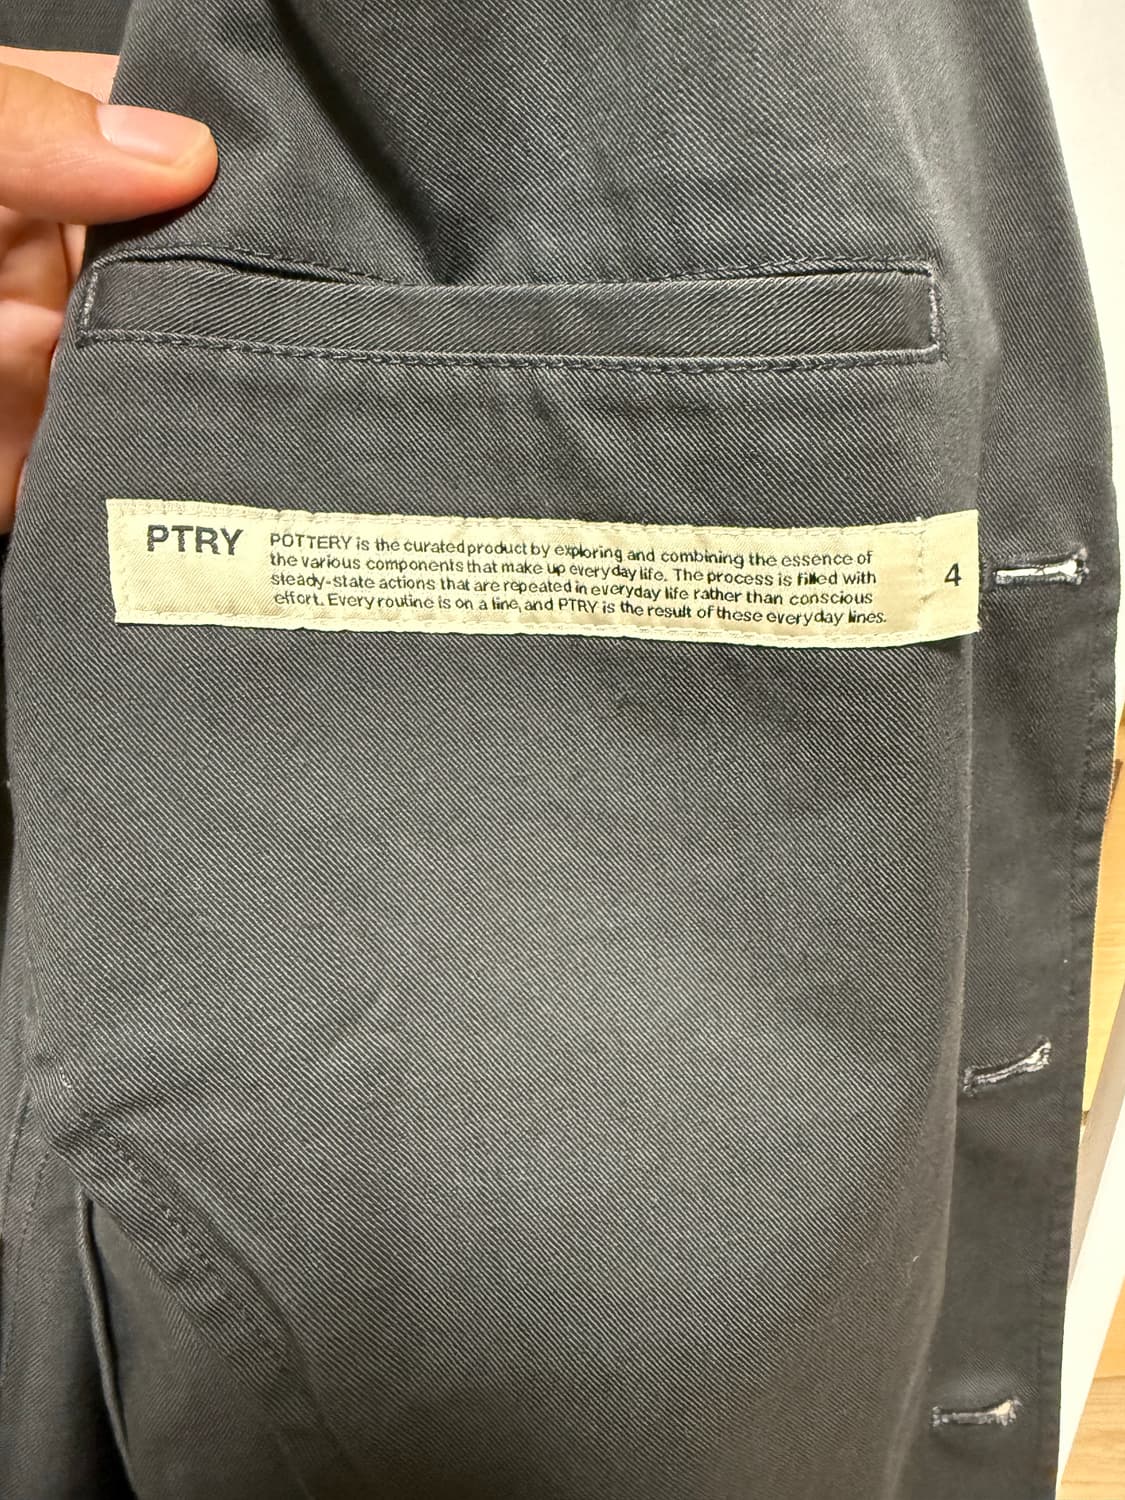 PTRY
POTTERY is the curated product by exploring and combining the essence of
the various components that make up everyday life. The process is filled with
steady-state actions that are repeated in everyday life rather than conscious
effort. Every routine is on a line, and PTRY is the result of these everyday lines.
4